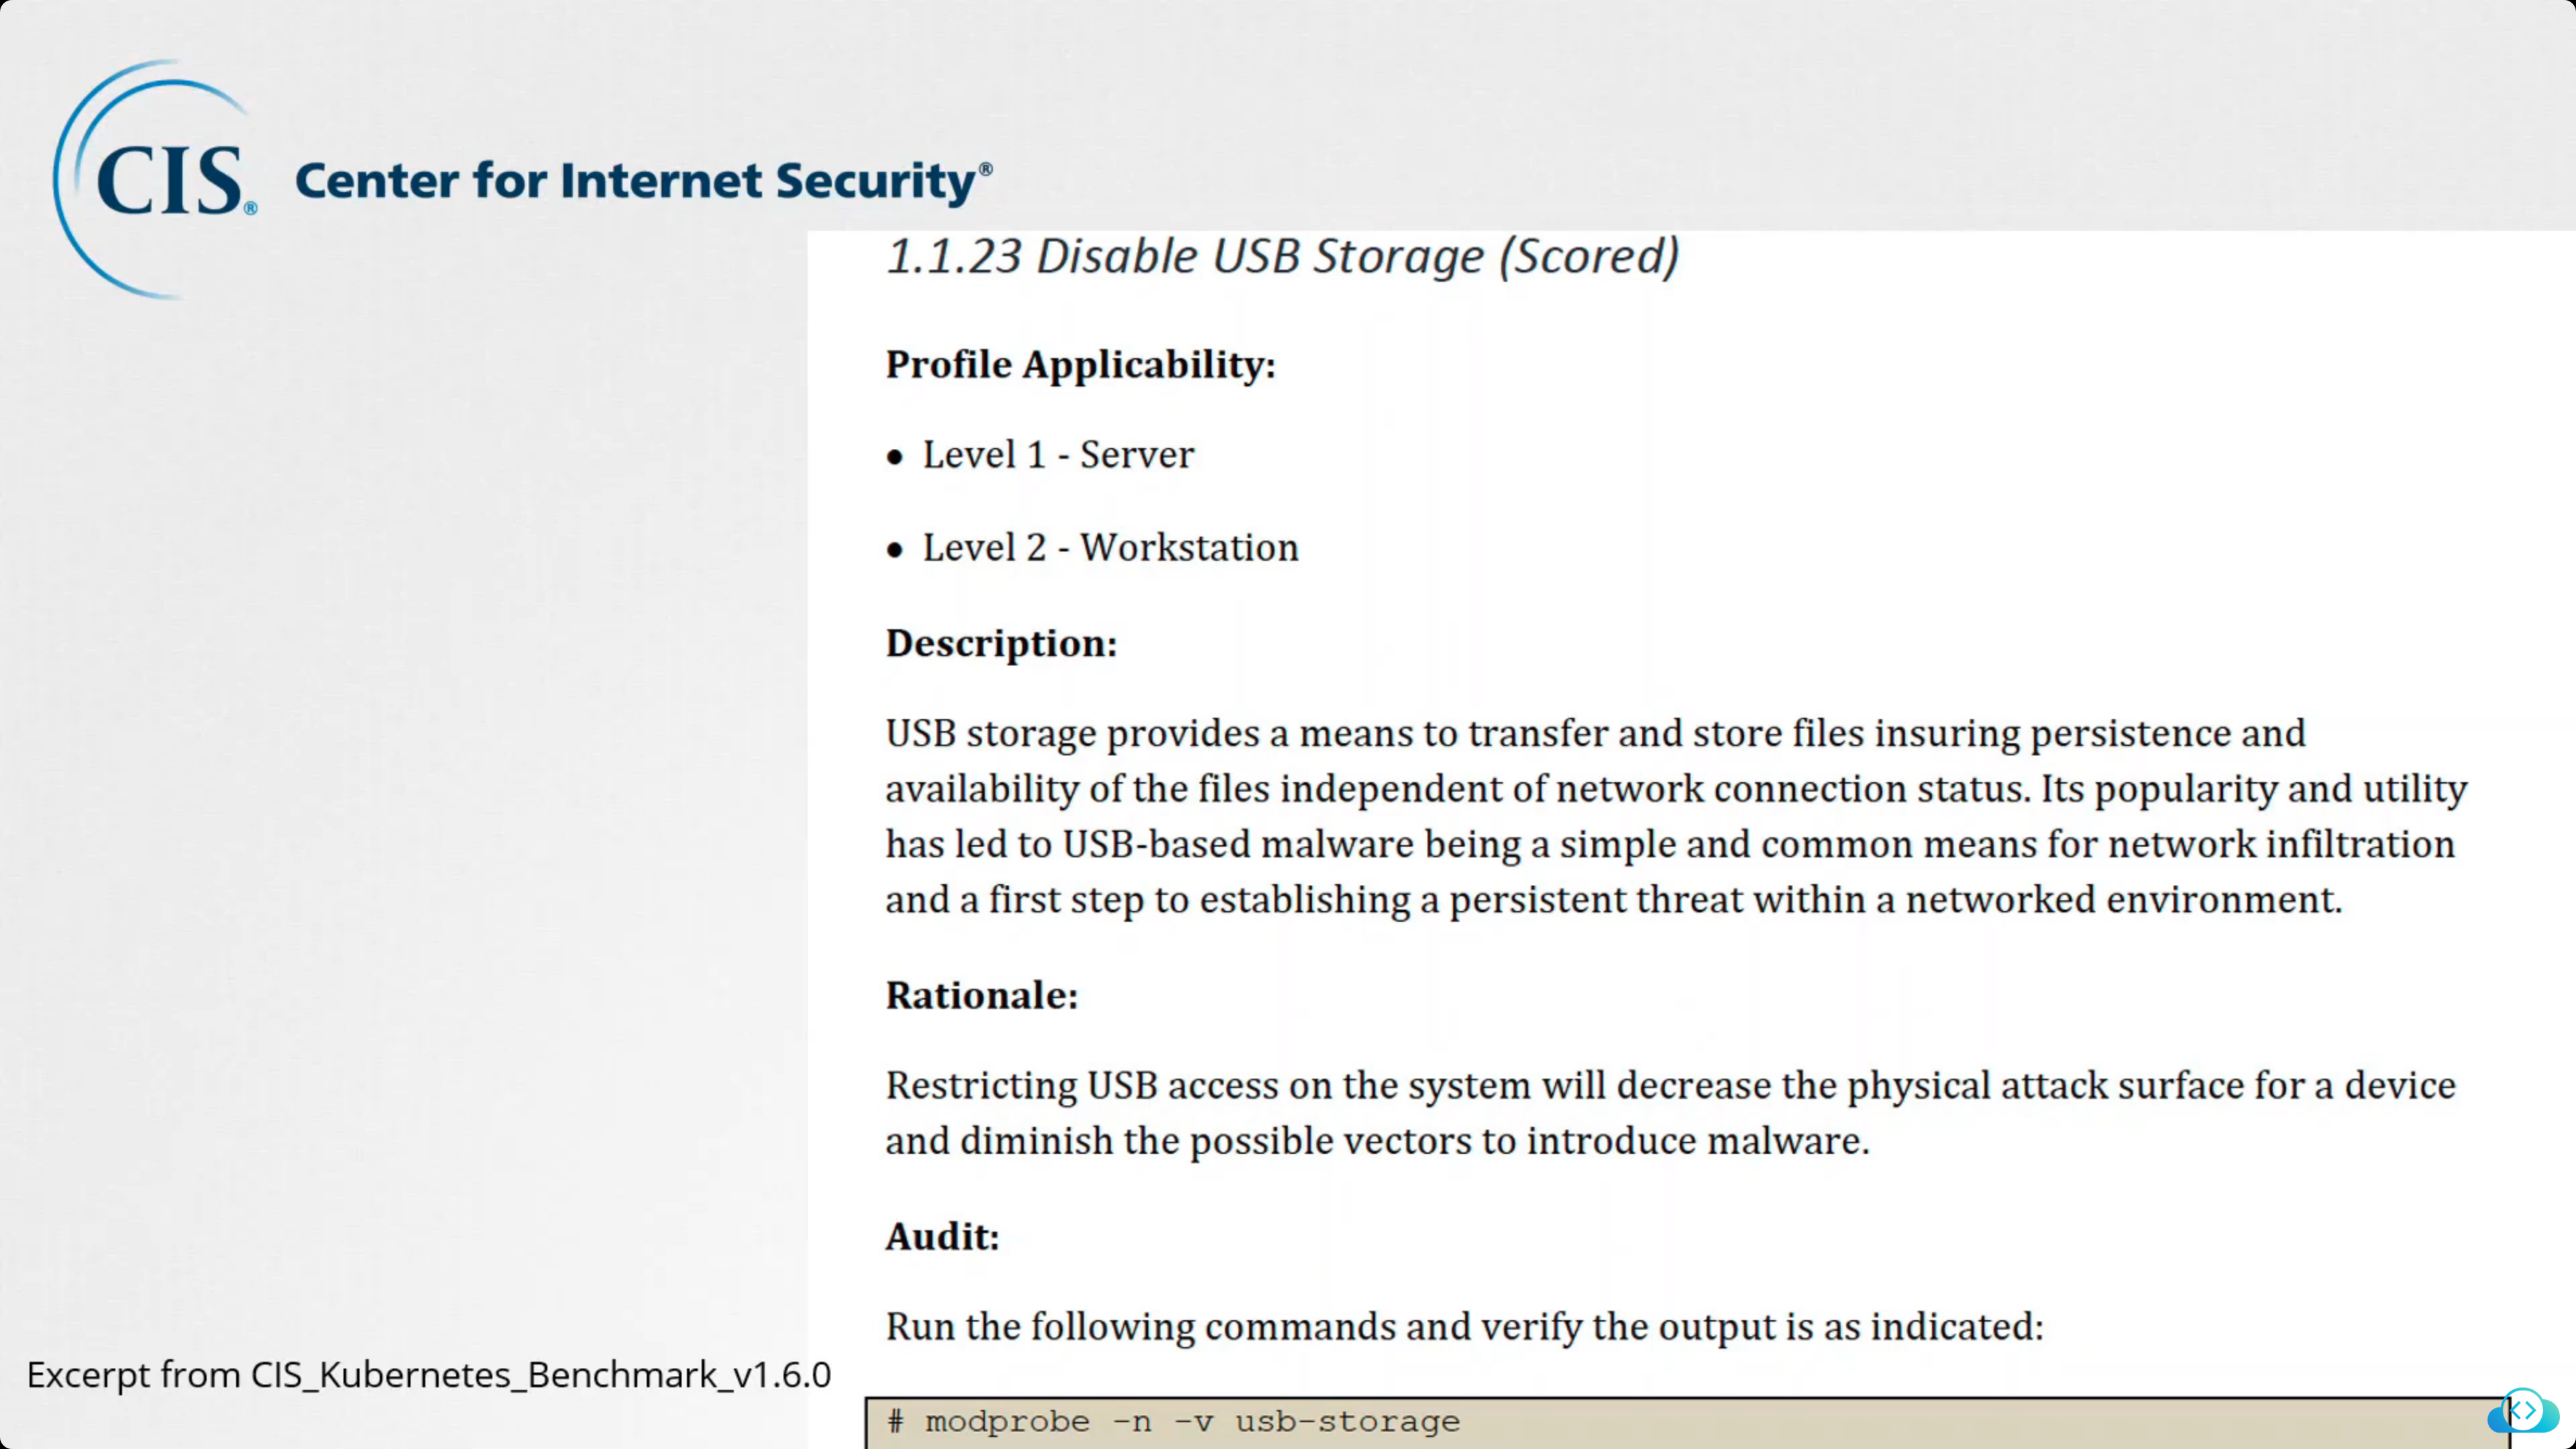 CIS® Center for Internet Security®
1.1.23 Disable USB Storage (Scored)
Profile Applicability:
• Level 1 - Server
• Level 2 - Workstation
Description:
USB storage provides a means to transfer and store files insuring persistence and
availability of the files independent of network connection status. Its popularity and utility
has led to USB-based malware being a simple and common means for network infiltration
and a first step to establishing a persistent threat within a networked environment.
Rationale:
Restricting USB access on the system will decrease the physical attack surface for a device
and diminish the possible vectors to introduce malware.
Audit:
Run the following commands and verify the output is as indicated:
Excerpt from CIS_Kubernetes_Benchmark_v1.6.0
# modprobe -n -v usb-storage